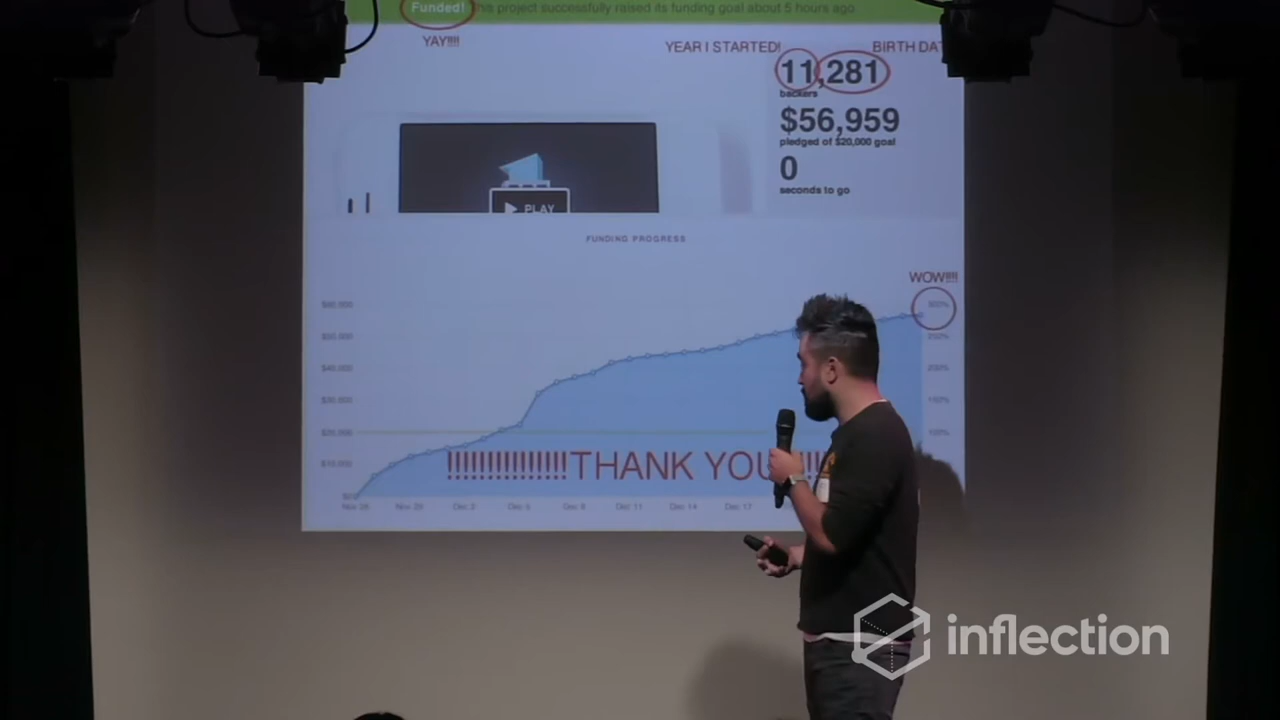 Funded! his project successfully raised its funding goal about 5 hours ago
YAY!!!!
YEAR I STARTED!
BIRTH DAT
11,281
backers
$56,959
pledged of $20,000 goal
0
seconds to go
PLAY
FUNDING PROGRESS
WOW!!!!
$60,000
300%
$50,000
250%
$40,000
200%
$30,000
150%
$20,000
100%
$10,000
$0
!!!!!!!!!!!!!!!!THANK YOU!!!
Nov 26
Nov 29
Dec 2
Dec 5
Dec 8
Dec 11
Dec 14
Dec 17
inflection